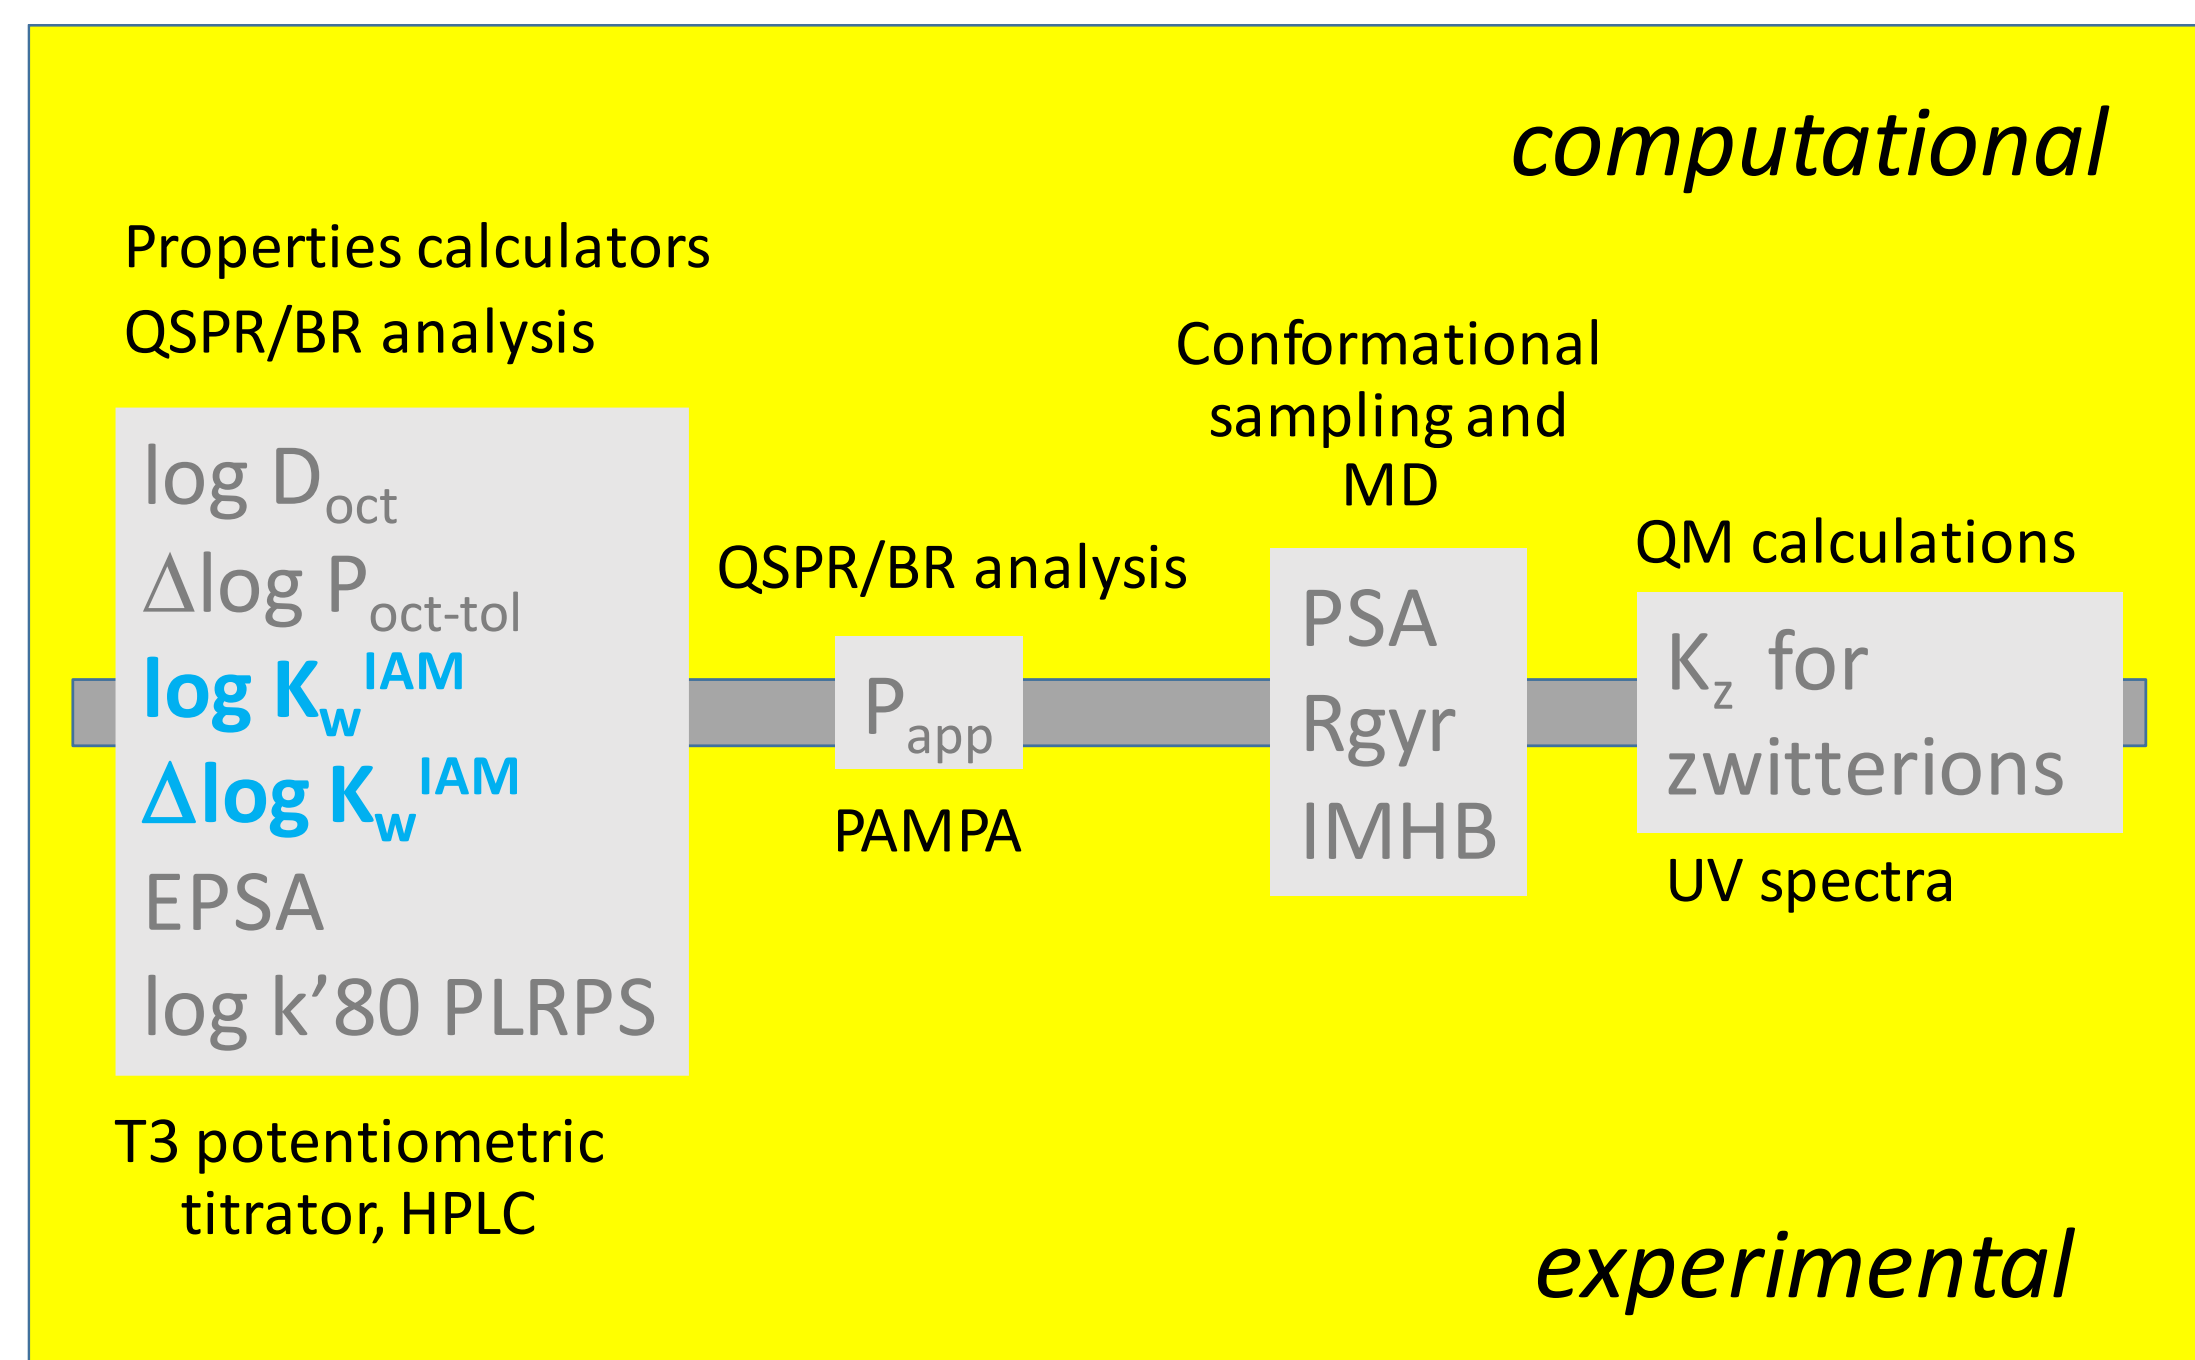 computational
Properties calculators
QSPR/BR analysis
log D_oct
Δlog P_oct-tol
log K_w^IAM
Δlog K_w^IAM
EPSA
log k’80 PLRPS
T3 potentiometric
titrator, HPLC
QSPR/BR analysis
P_app
PAMPA
Conformational
sampling and
MD
PSA
Rgyr
IMHB
QM calculations
K_z for
zwitterions
UV spectra
experimental